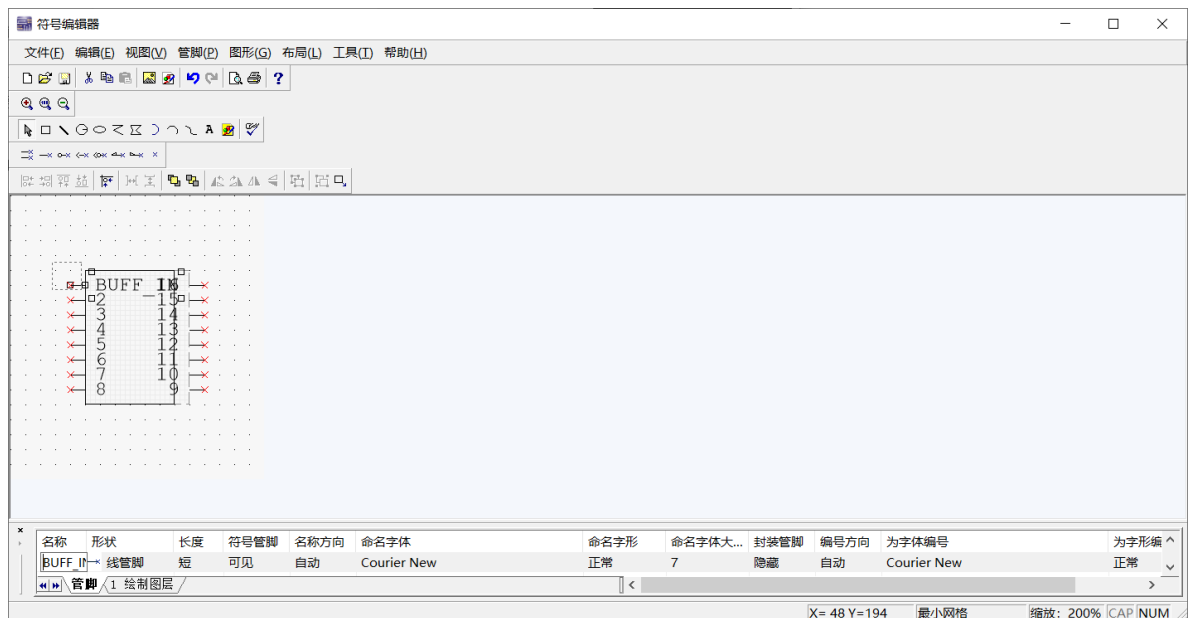 符号编辑器
文件(F) 编辑(E) 视图(V) 管脚(P) 图形(G) 布局(L) 工具(T) 帮助(H)
BUFF_IN 16
2 15
3 14
4 13
5 12
6 11
7 10
8 9
名称 形状 长度 符号管脚 名称方向 命名字体 命名字形 命名字体大... 封装管脚 编号方向 为字体编号 为字形编
BUFF_IN 线管脚 短 可见 自动 Courier New 正常 7 隐藏 自动 Courier New 正常
管脚 1 绘制图层
X= 48 Y=194 最小网格 缩放: 200% CAP NUM